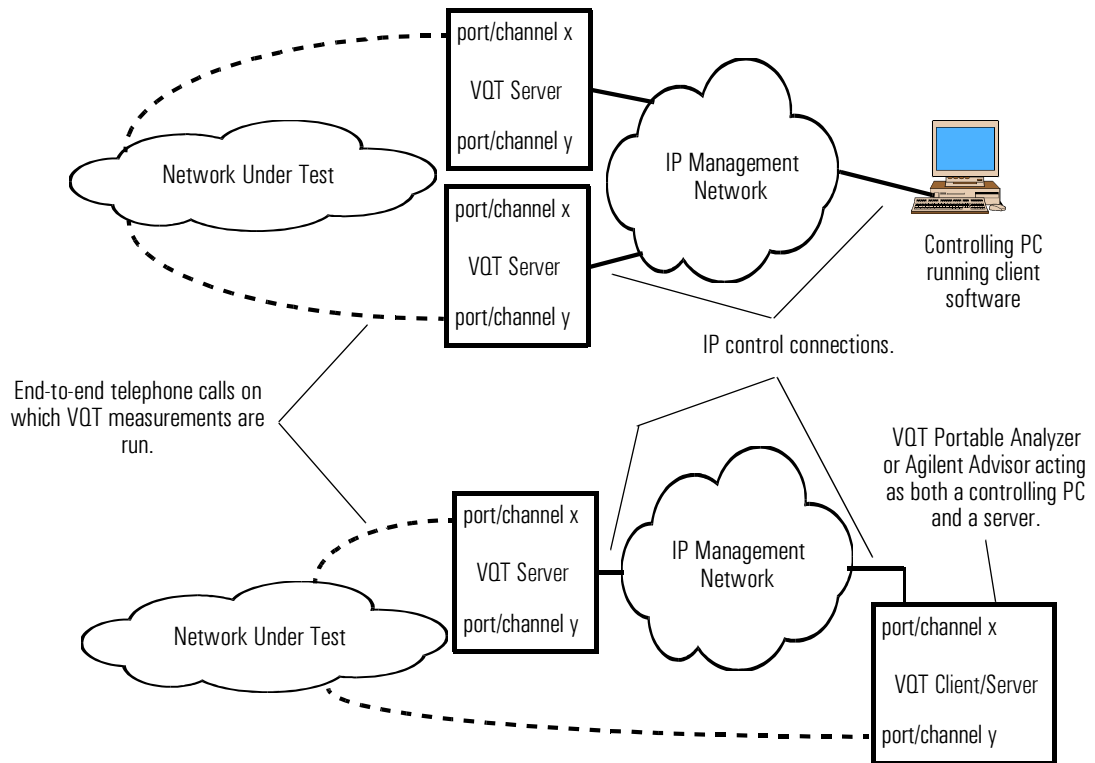 port/channel x
VQT Server
port/channel y
Network Under Test
IP Management
Network
port/channel x
VQT Server
port/channel y
Controlling PC
running client
software
IP control connections.
End-to-end telephone calls on
which VQT measurements are
run.
VQT Portable Analyzer
or Agilent Advisor acting
as both a controlling PC
and a server.
port/channel x
VQT Server
port/channel y
IP Management
Network
Network Under Test
port/channel x
VQT Client/Server
port/channel y